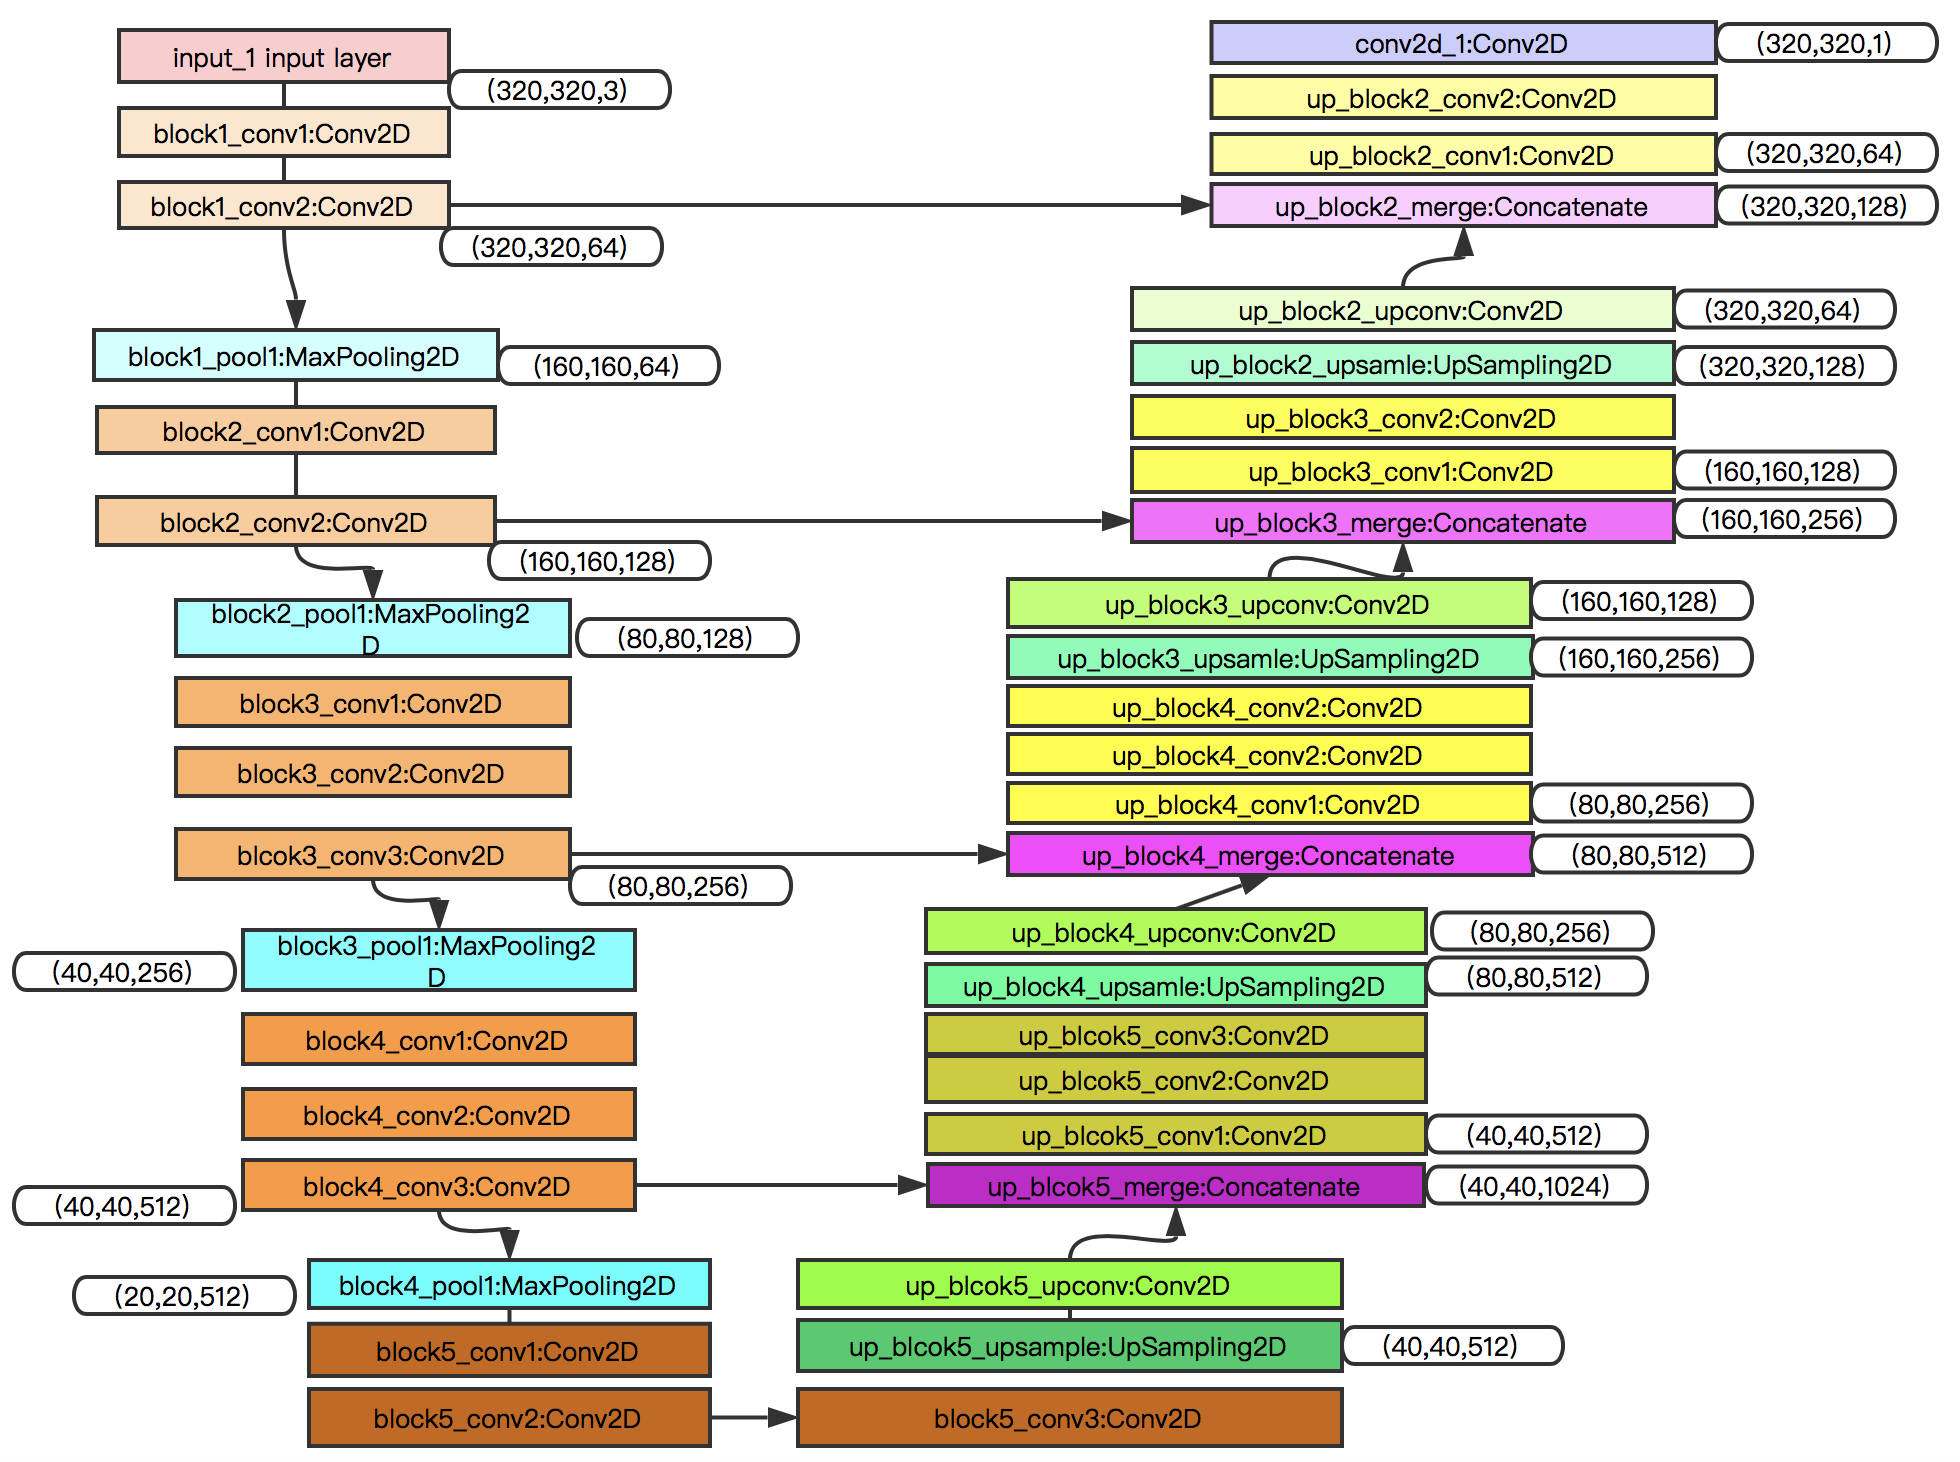 input_1 input layer
(320,320,3)
block1_conv1:Conv2D
block1_conv2:Conv2D
(320,320,64)
block1_pool1:MaxPooling2D
(160,160,64)
block2_conv1:Conv2D
block2_conv2:Conv2D
(160,160,128)
block2_pool1:MaxPooling2
D
(80,80,128)
block3_conv1:Conv2D
block3_conv2:Conv2D
blcok3_conv3:Conv2D
(80,80,256)
block3_pool1:MaxPooling2
D
(40,40,256)
block4_conv1:Conv2D
block4_conv2:Conv2D
block4_conv3:Conv2D
(40,40,512)
block4_pool1:MaxPooling2D
(20,20,512)
block5_conv1:Conv2D
block5_conv2:Conv2D
conv2d_1:Conv2D
(320,320,1)
up_block2_conv2:Conv2D
up_block2_conv1:Conv2D
(320,320,64)
up_block2_merge:Concatenate
(320,320,128)
up_block2_upconv:Conv2D
(320,320,64)
up_block2_upsamle:UpSampling2D
(320,320,128)
up_block3_conv2:Conv2D
up_block3_conv1:Conv2D
(160,160,128)
up_block3_merge:Concatenate
(160,160,256)
up_block3_upconv:Conv2D
(160,160,128)
up_block3_upsamle:UpSampling2D
(160,160,256)
up_block4_conv2:Conv2D
up_block4_conv2:Conv2D
up_block4_conv1:Conv2D
(80,80,256)
up_block4_merge:Concatenate
(80,80,512)
up_block4_upconv:Conv2D
(80,80,256)
up_block4_upsamle:UpSampling2D
(80,80,512)
up_blcok5_conv3:Conv2D
up_blcok5_conv2:Conv2D
up_blcok5_conv1:Conv2D
(40,40,512)
up_blcok5_merge:Concatenate
(40,40,1024)
up_blcok5_upconv:Conv2D
up_blcok5_upsample:UpSampling2D
(40,40,512)
block5_conv3:Conv2D